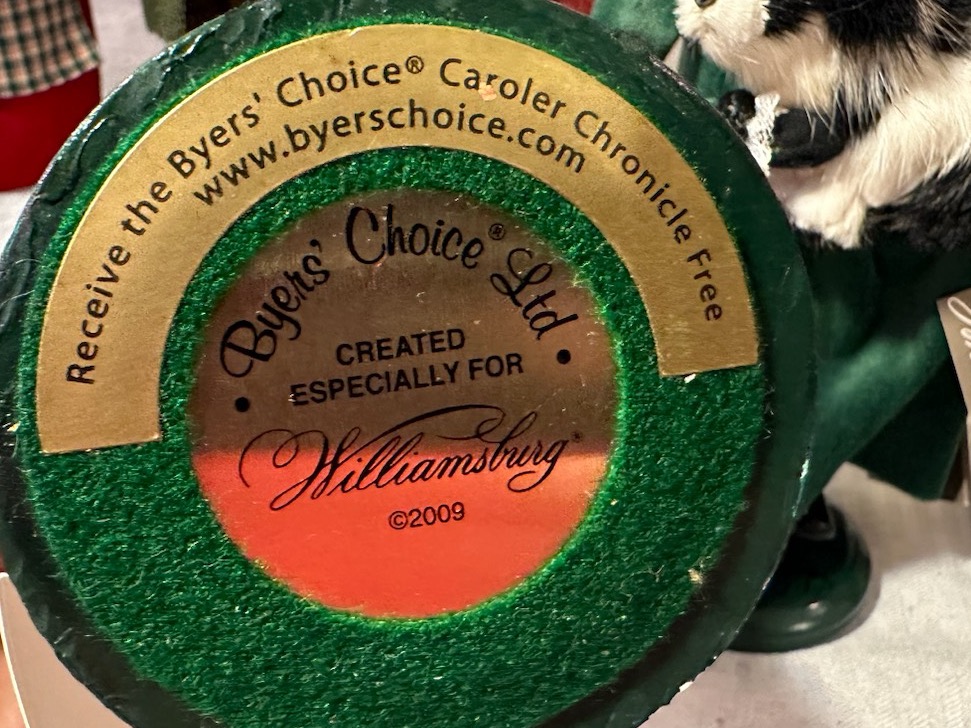 Receive the Byers' Choice® Caroler Chronicle Free
www.byerschoice.com
Byers' Choice® Ltd
CREATED
• ESPECIALLY FOR •
Williamsburg®
©2009